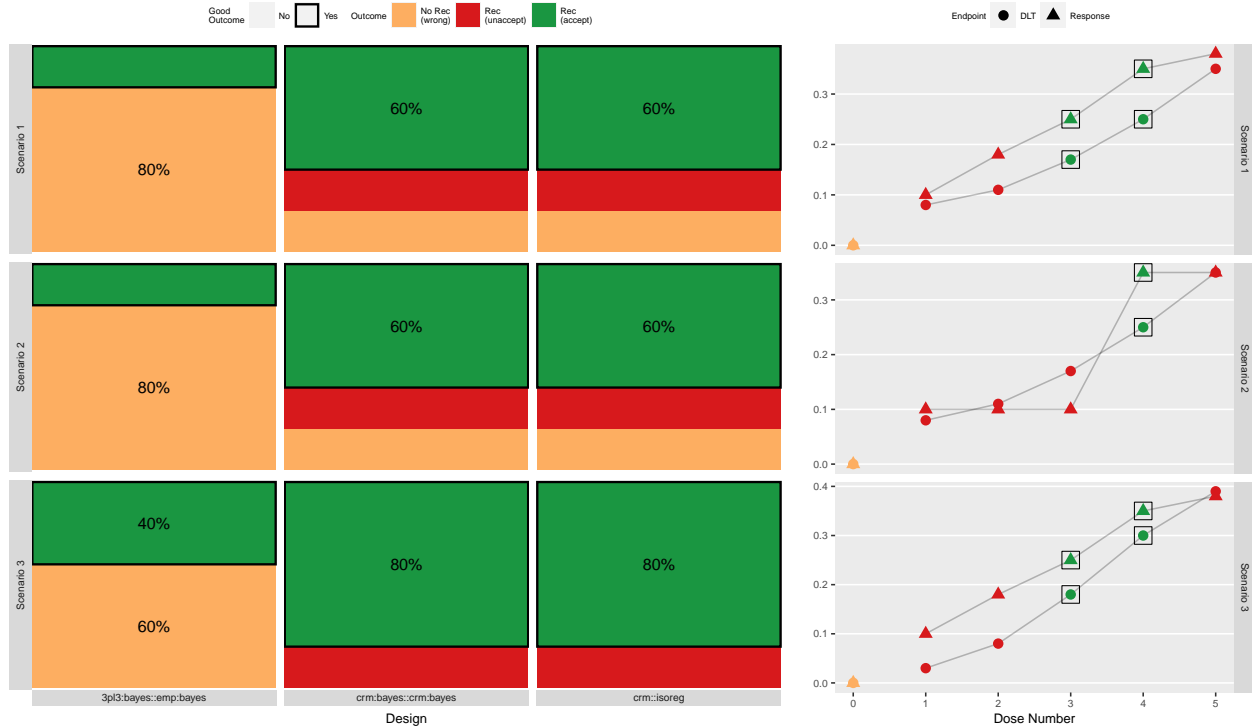 Good
Outcome
No
Yes
Outcome
No Rec
(wrong)
Rec
(unaccept)
Rec
(accept)
Endpoint
DLT
Response
Scenario 1
80%
60%
60%
Scenario 2
80%
60%
60%
Scenario 3
40%
60%
80%
80%
3pl3:bayes::emp:bayes
crm:bayes::crm:bayes
crm::isoreg
Design
0.3
0.2
0.1
0.0
Scenario 1
0.3
0.2
0.1
0.0
Scenario 2
0.4
0.3
0.2
0.1
0.0
Scenario 3
0
1
2
3
4
5
Dose Number